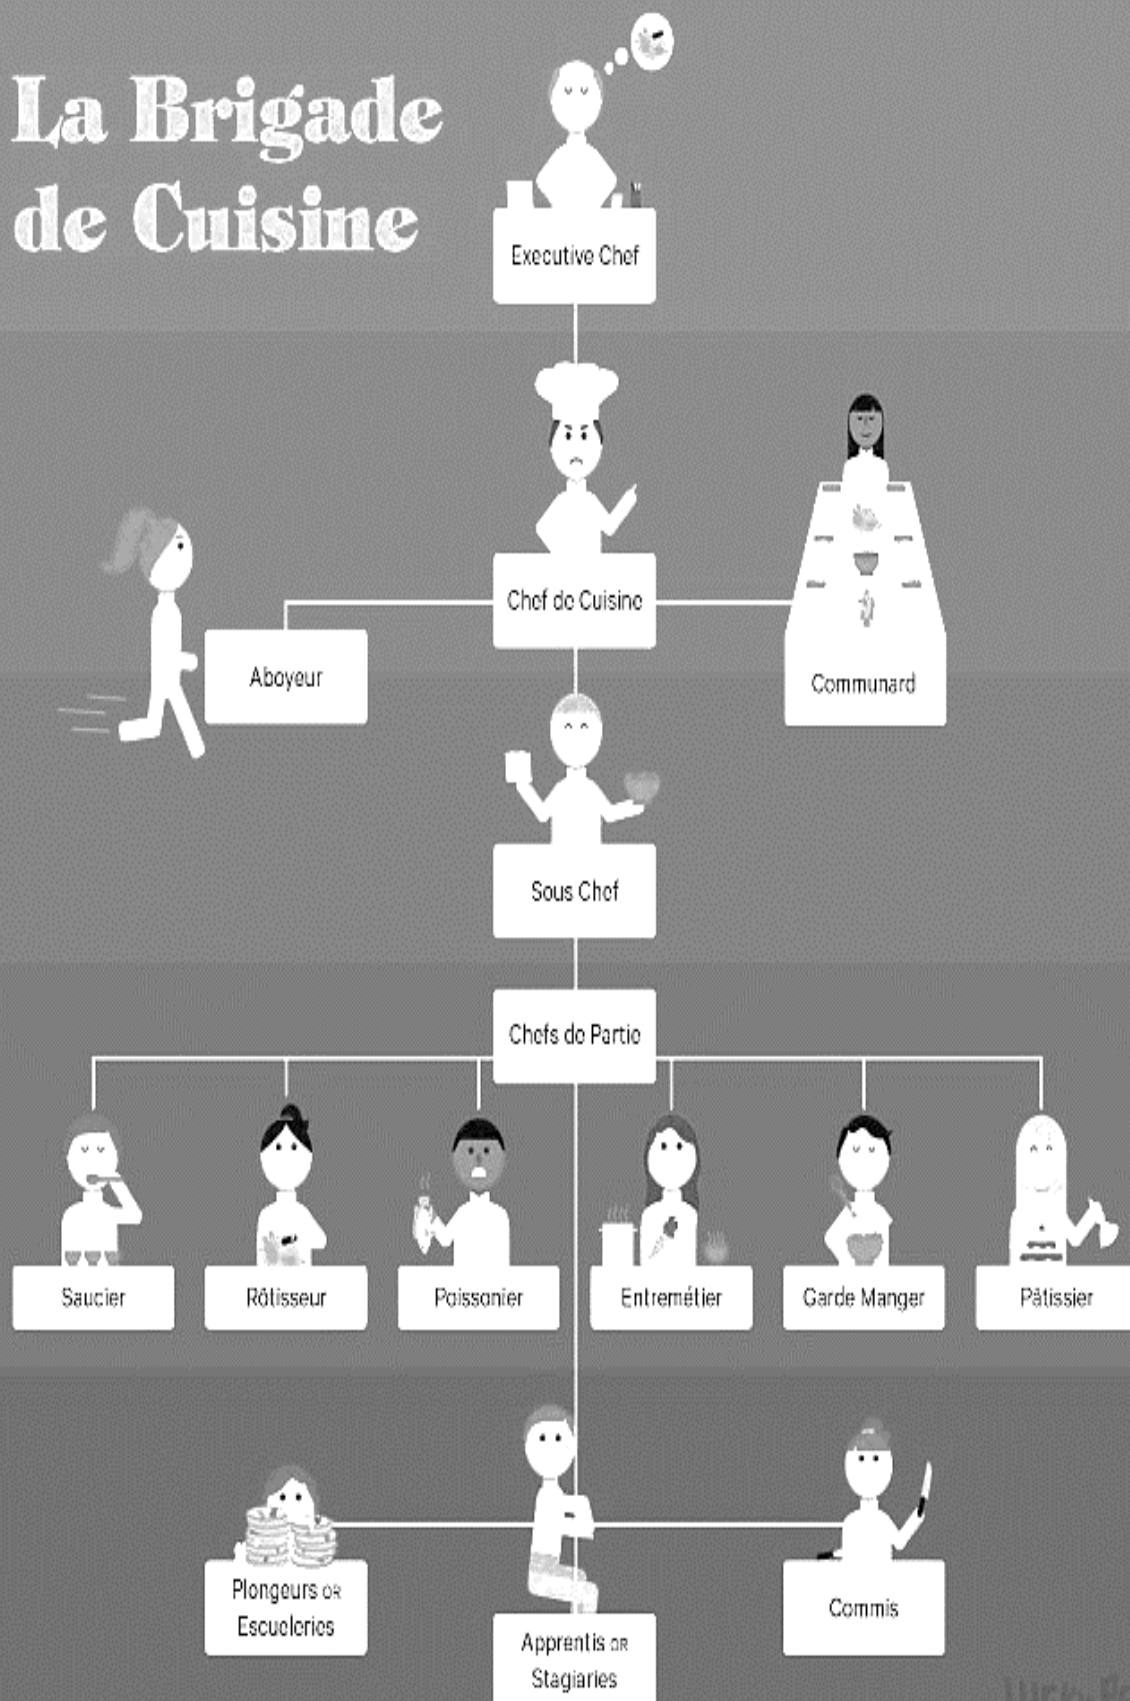 La Brigade
de Cuisine
Executive Chef
Chef de Cuisine
Aboyeur
Communard
Sous Chef
Chefs de Partie
Saucier
Rôtisseur
Poissonier
Entremétier
Garde Manger
Pâtissier
Plongeurs OR
Escueleries
Commis
Apprentis OR
Stagiaries